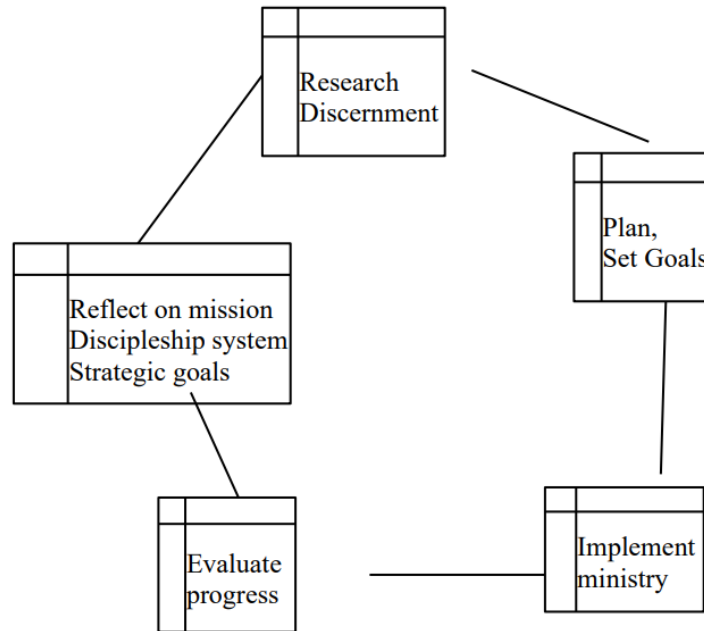 Research
Discernment
Plan,
Set Goals
Reflect on mission
Discipleship system
Strategic goals
Implement
ministry
Evaluate
progress